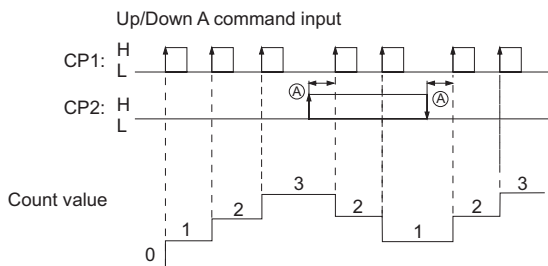 Up/Down A command input
CP1: H
L
Ⓐ Ⓐ
CP2: H
L
Count value
0 1 2 3 2 1 2 3